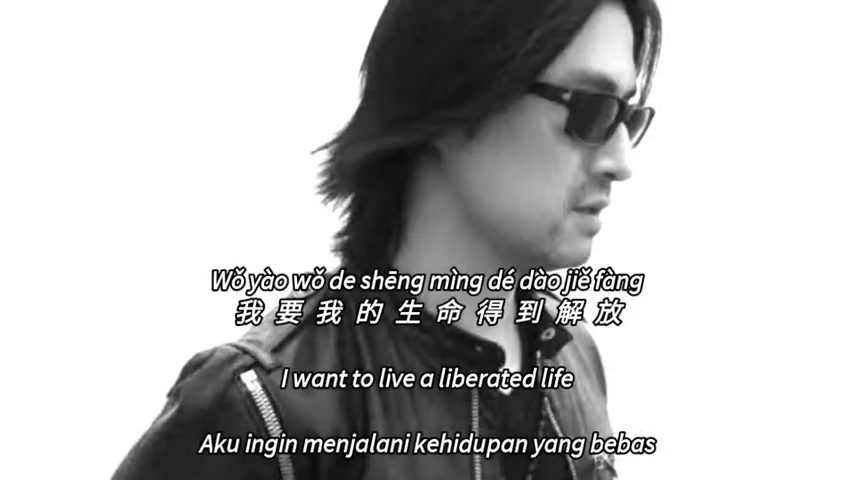 Wǒ yào wǒ de shēng mìng dé dào jiě fàng
我要我的生命得到解放
I want to live a liberated life
Aku ingin menjalani kehidupan yang bebas